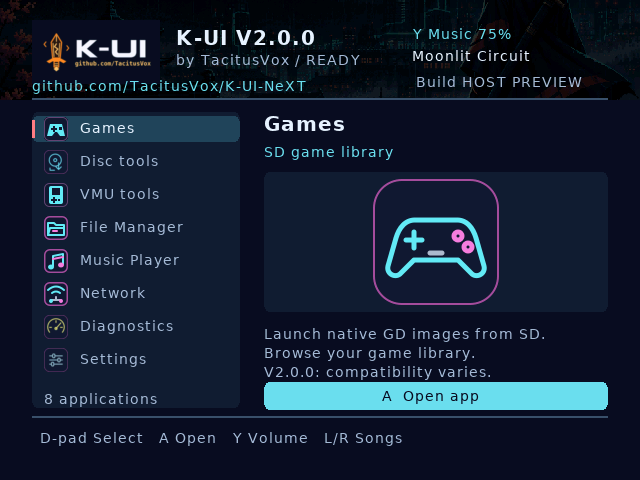 K-UI
github.com/TacitusVox
K-UI V2.0.0
by TacitusVox / READY
github.com/TacitusVox/K-UI-NeXT
Y Music 75%
Moonlit Circuit
Build HOST PREVIEW
Games
Disc tools
VMU tools
File Manager
Music Player
Network
Diagnostics
Settings
8 applications
Games
SD game library
Launch native GD images from SD.
Browse your game library.
V2.0.0: compatibility varies.
A Open app
D-pad Select A Open Y Volume L/R Songs